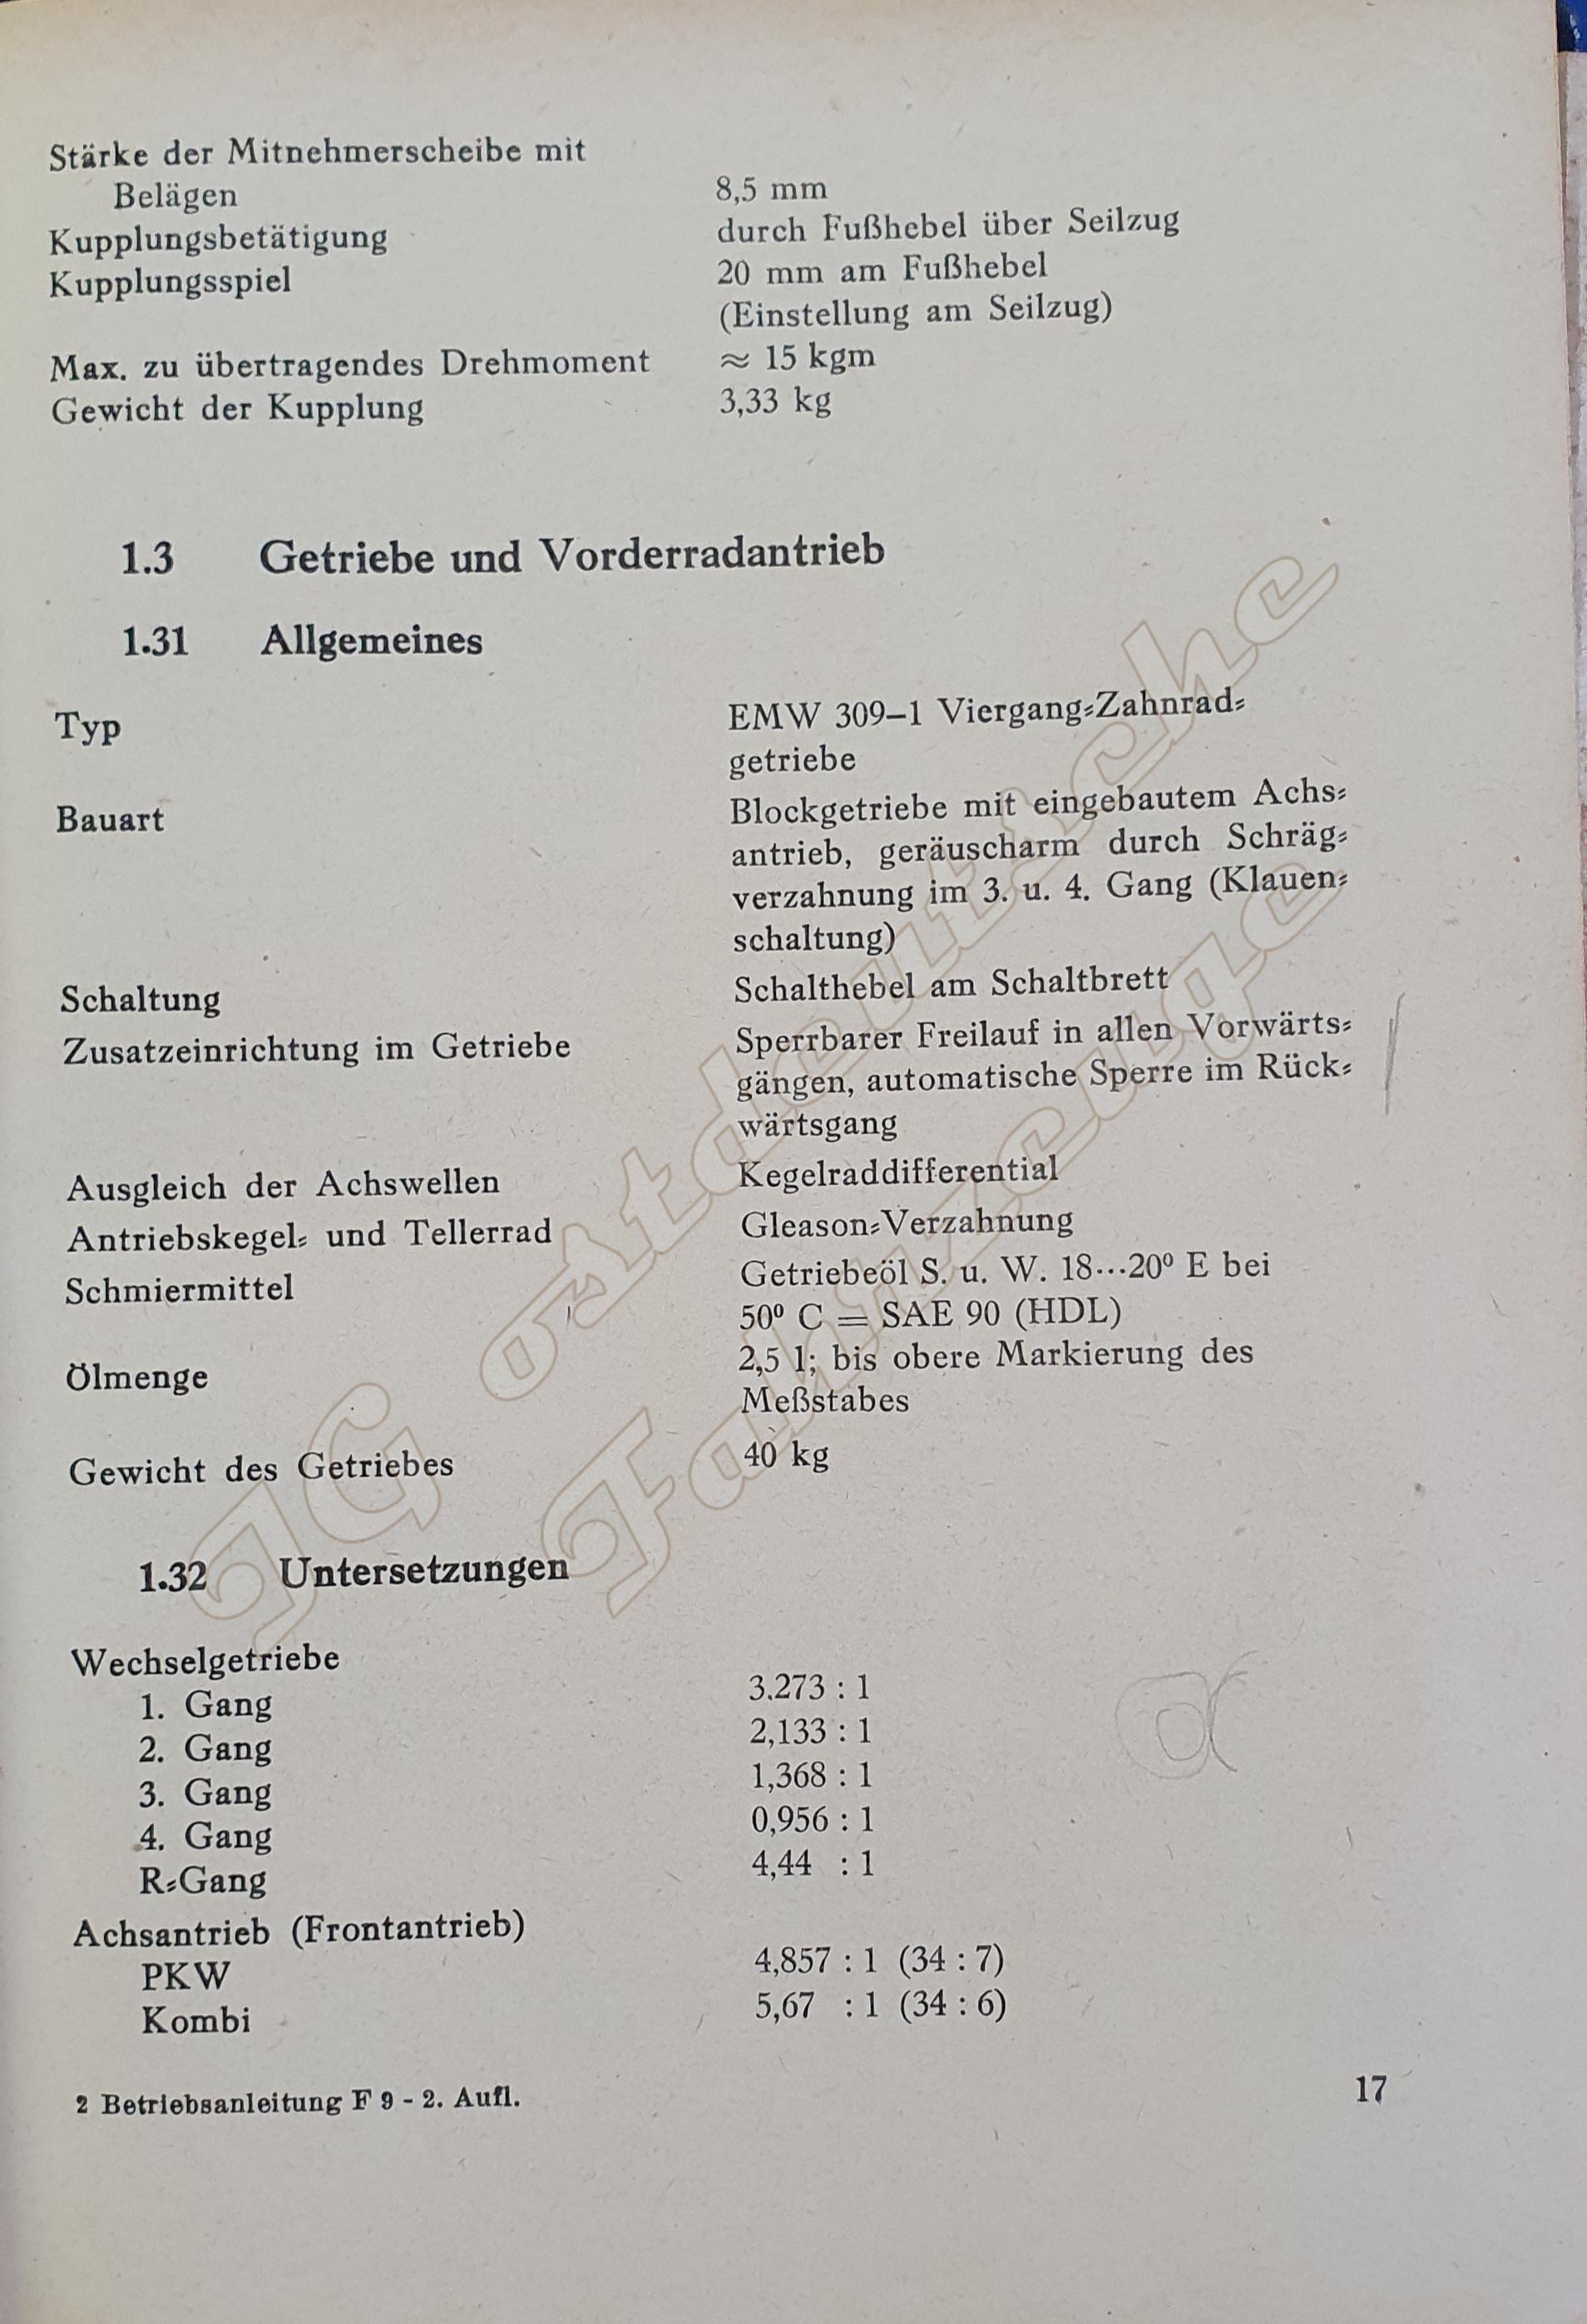 Stärke der Mitnehmerscheibe mit
Belägen 8,5 mm
Kupplungsbetätigung durch Fußhebel über Seilzug
Kupplungsspiel 20 mm am Fußhebel
(Einstellung am Seilzug)
Max. zu übertragendes Drehmoment ≈ 15 kgm
Gewicht der Kupplung 3,33 kg
1.3 Getriebe und Vorderradantrieb
1.31 Allgemeines
Typ EMW 309–1 Viergang-Zahnrad-
getriebe
Bauart Blockgetriebe mit eingebautem Achs-
antrieb, geräuscharm durch Schräg-
verzahnung im 3. u. 4. Gang (Klauen-
schaltung)
Schaltung Schalthebel am Schaltbrett
Zusatzeinrichtung im Getriebe Sperrbarer Freilauf in allen Vorwärts-
gängen, automatische Sperre im Rück-
wärtsgang
Ausgleich der Achswellen Kegelraddifferential
Antriebskegel- und Tellerrad Gleason-Verzahnung
Schmiermittel Getriebeöl S. u. W. 18...20⁰ E bei
50⁰ C = SAE 90 (HDL)
Ölmenge 2,5 l; bis obere Markierung des
Meßstabes
Gewicht des Getriebes 40 kg
1.32 Untersetzungen
Wechselgetriebe
1. Gang 3.273 : 1
2. Gang 2,133 : 1
3. Gang 1,368 : 1
4. Gang 0,956 : 1
R-Gang 4,44 : 1
Achsantrieb (Frontantrieb)
PKW 4,857 : 1 (34 : 7)
Kombi 5,67 : 1 (34 : 6)
2 Betriebsanleitung F 9 - 2. Aufl. 17
IG ostdeutsche
Fahrzeuge